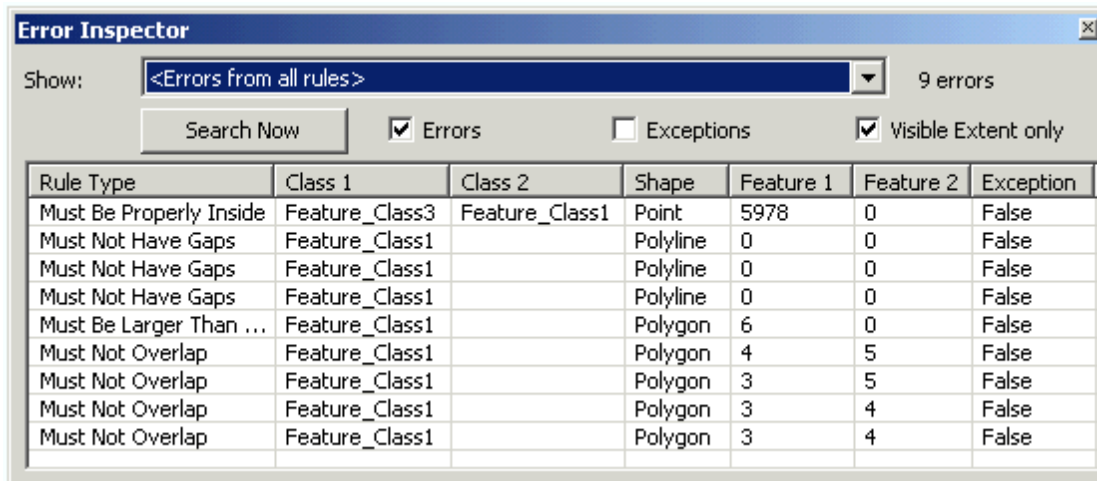 Error Inspector
Show: <Errors from all rules> 9 errors
Search Now Errors Exceptions Visible Extent only
Rule Type Class 1 Class 2 Shape Feature 1 Feature 2 Exception
Must Be Properly Inside Feature_Class3 Feature_Class1 Point 5978 0 False
Must Not Have Gaps Feature_Class1 Polyline 0 0 False
Must Not Have Gaps Feature_Class1 Polyline 0 0 False
Must Not Have Gaps Feature_Class1 Polyline 0 0 False
Must Be Larger Than ... Feature_Class1 Polygon 6 0 False
Must Not Overlap Feature_Class1 Polygon 4 5 False
Must Not Overlap Feature_Class1 Polygon 3 5 False
Must Not Overlap Feature_Class1 Polygon 3 4 False
Must Not Overlap Feature_Class1 Polygon 3 4 False